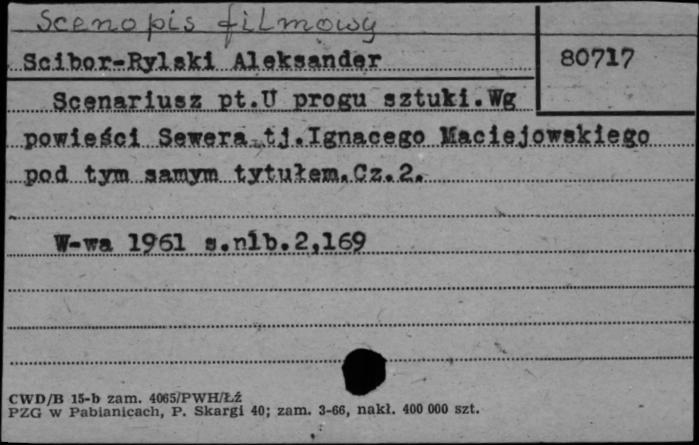 Scenopis filmowy
Scibor-Rylski Aleksander
80717
Scenariusz pt.U progu sztuki.Wg
powieści Sewera tj.Ignacego Maciejowskiego
pod tym samym tytułem.Cz.2.
W-wa 1961 s.nlb.2,169
CWD/B 15-b zam. 4065/PWH/Łź
PZG w Pabianicach, P. Skargi 40; zam. 3-66, nakł. 400 000 szt.